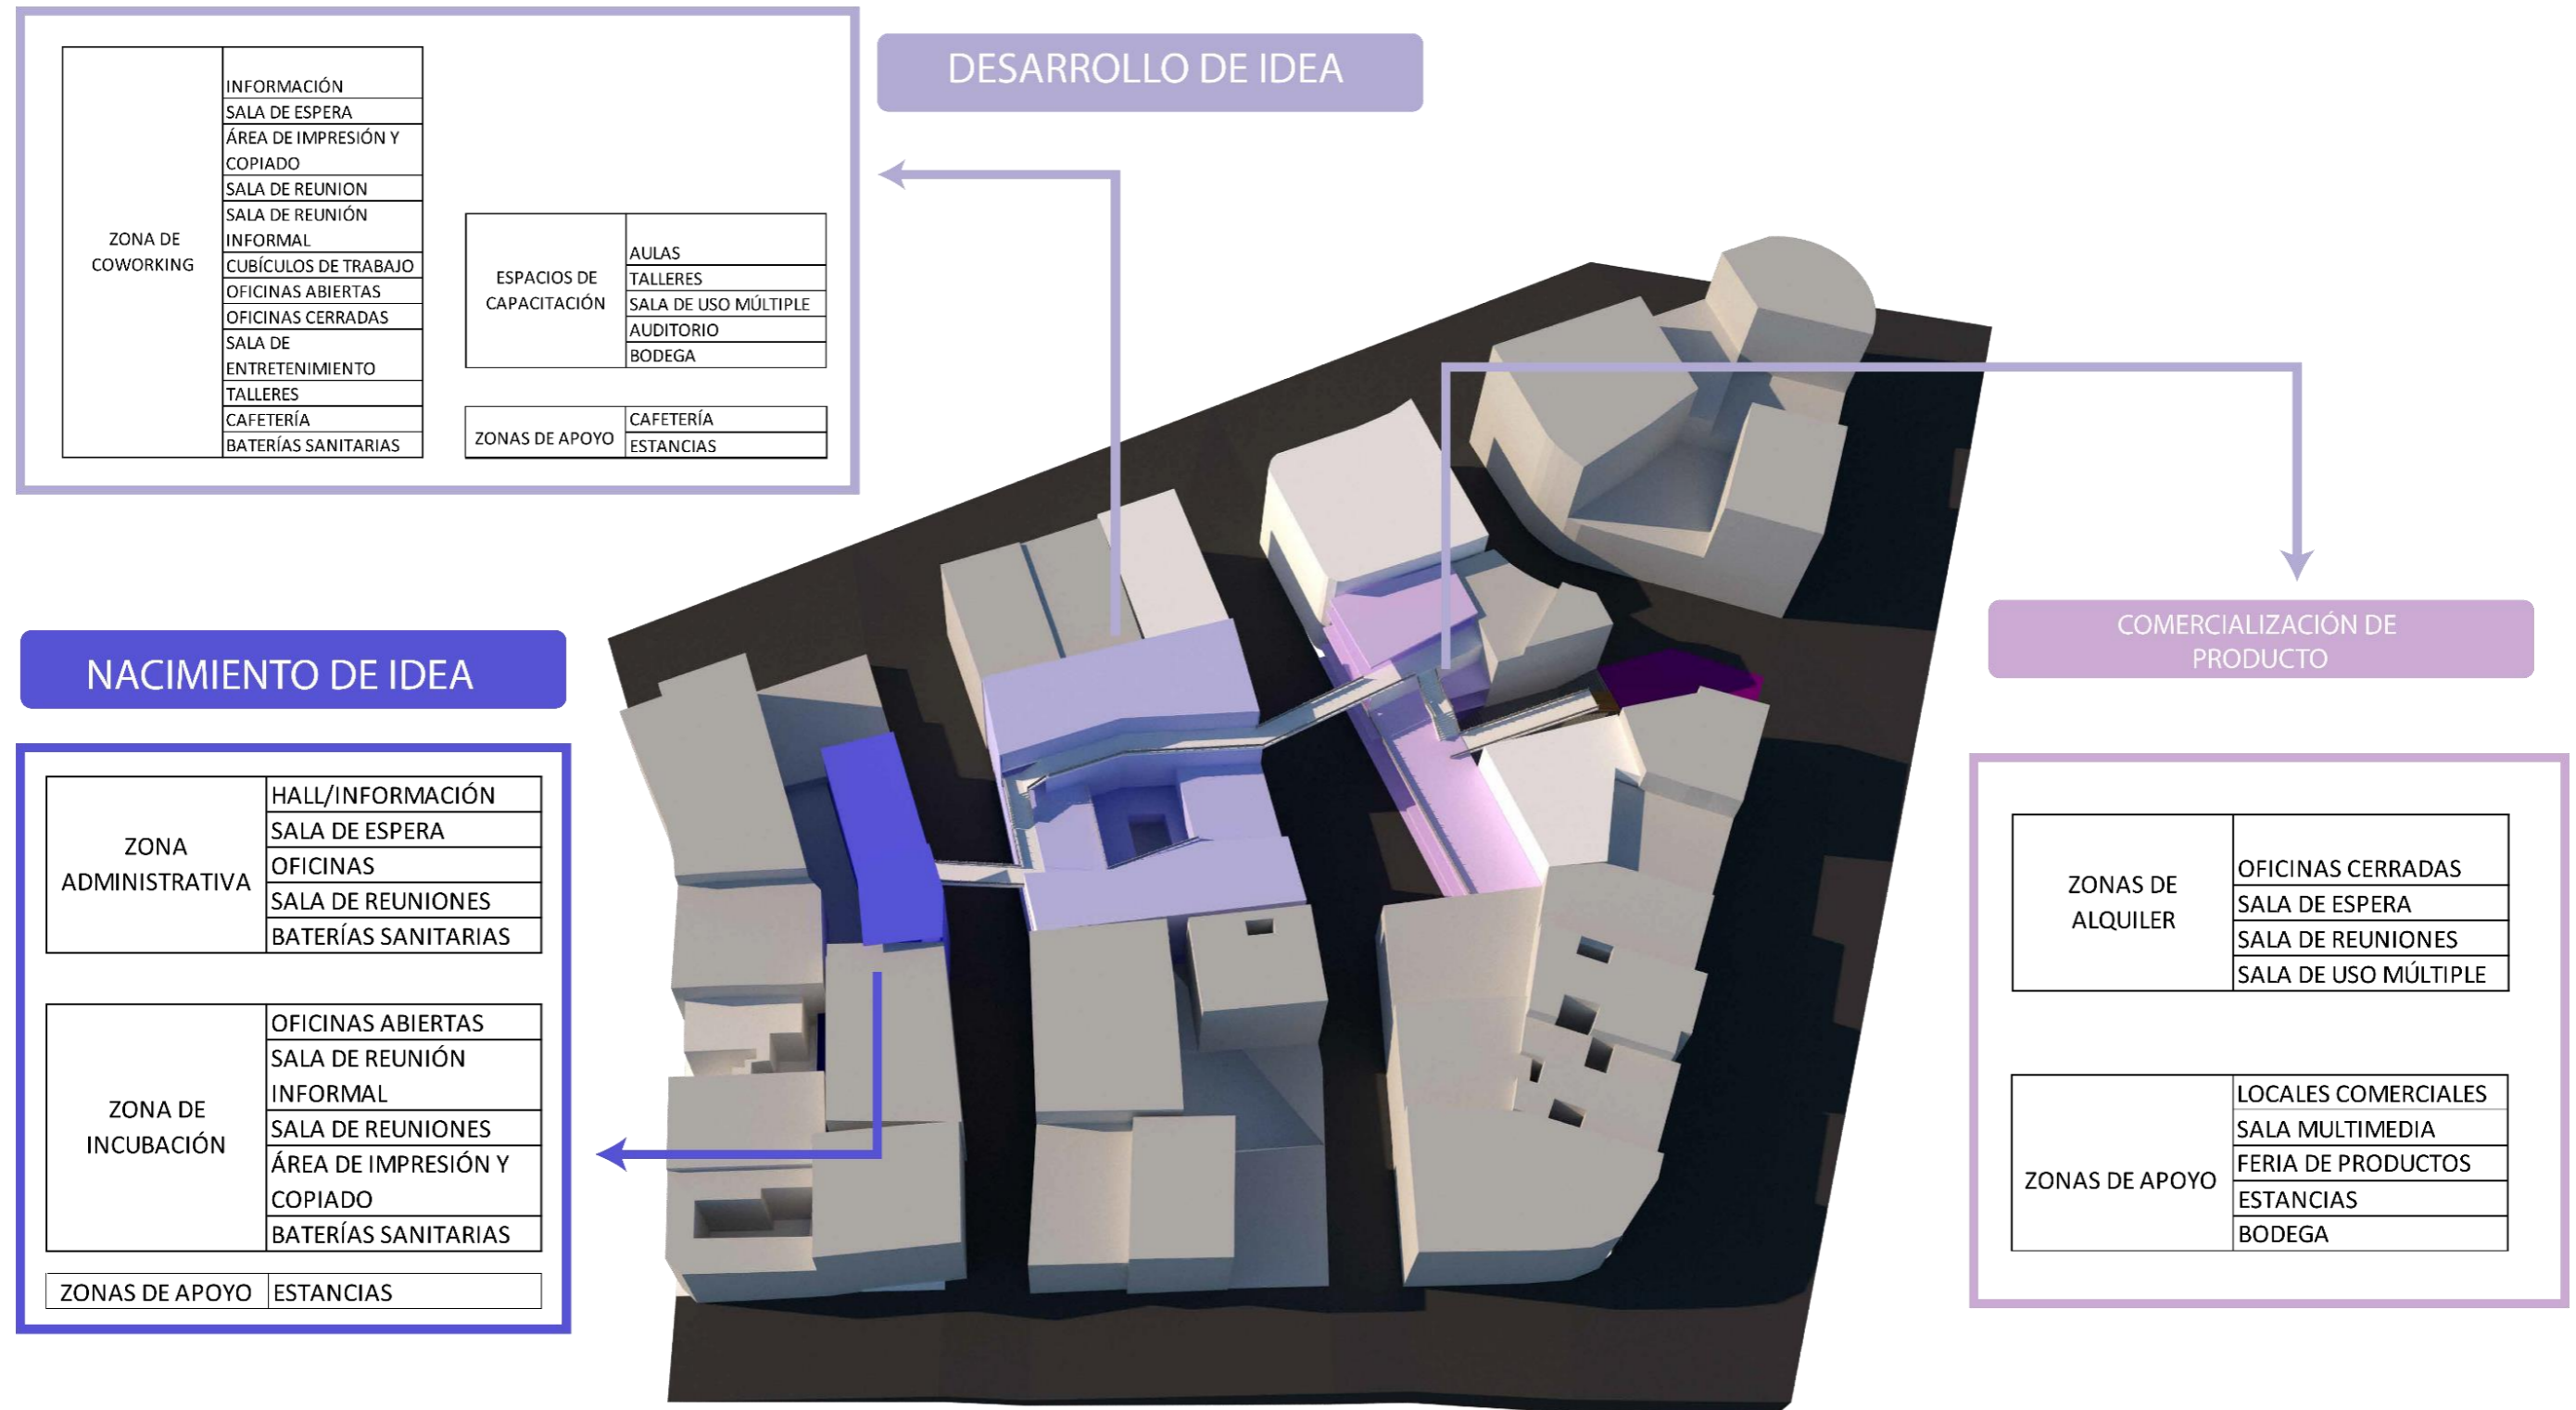 DESARROLLO DE IDEA
ZONA DE
COWORKING
INFORMACIÓN
SALA DE ESPERA
ÁREA DE IMPRESIÓN Y
COPIADO
SALA DE REUNION
SALA DE REUNIÓN
INFORMAL
CUBÍCULOS DE TRABAJO
OFICINAS ABIERTAS
OFICINAS CERRADAS
SALA DE
ENTRETENIMIENTO
TALLERES
CAFETERÍA
BATERÍAS SANITARIAS
ESPACIOS DE
CAPACITACIÓN
AULAS
TALLERES
SALA DE USO MÚLTIPLE
AUDITORIO
BODEGA
ZONAS DE APOYO
CAFETERÍA
ESTANCIAS
NACIMIENTO DE IDEA
ZONA
ADMINISTRATIVA
HALL/INFORMACIÓN
SALA DE ESPERA
OFICINAS
SALA DE REUNIONES
BATERÍAS SANITARIAS
ZONA DE
INCUBACIÓN
OFICINAS ABIERTAS
SALA DE REUNIÓN
INFORMAL
SALA DE REUNIONES
ÁREA DE IMPRESIÓN Y
COPIADO
BATERÍAS SANITARIAS
ZONAS DE APOYO
ESTANCIAS
COMERCIALIZACIÓN DE
PRODUCTO
ZONAS DE
ALQUILER
OFICINAS CERRADAS
SALA DE ESPERA
SALA DE REUNIONES
SALA DE USO MÚLTIPLE
ZONAS DE APOYO
LOCALES COMERCIALES
SALA MULTIMEDIA
FERIA DE PRODUCTOS
ESTANCIAS
BODEGA